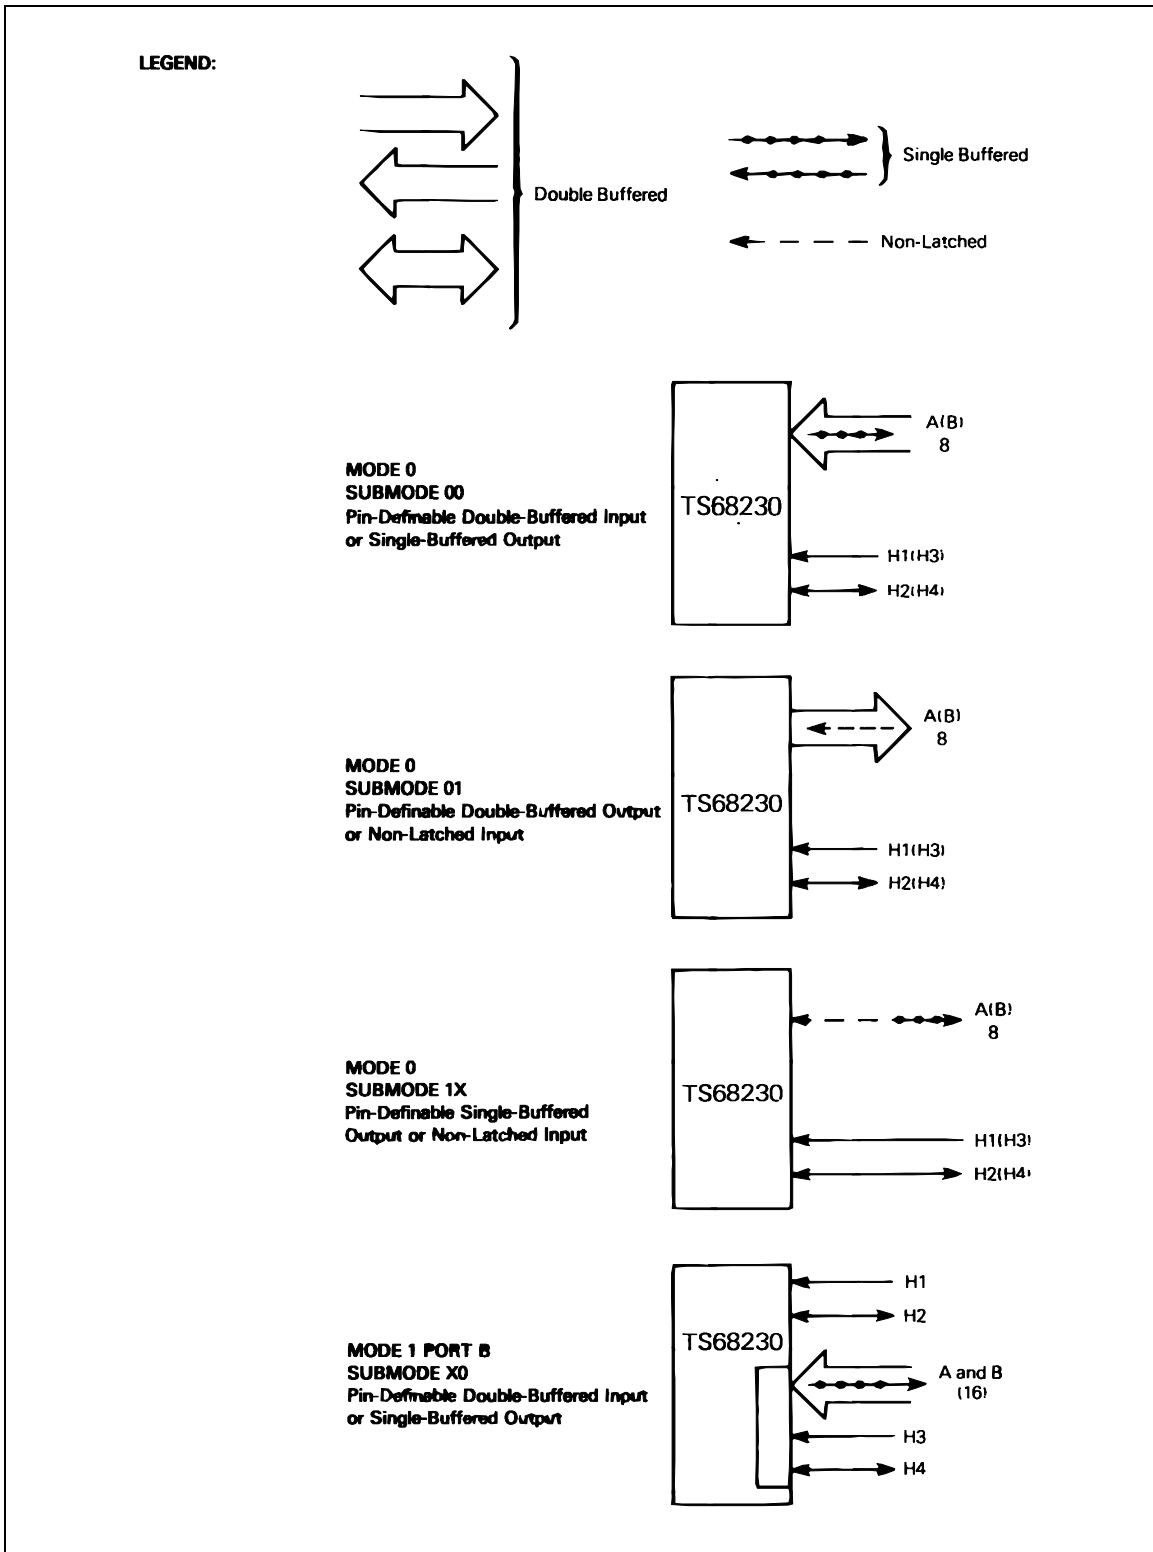 LEGEND:
Double Buffered
Single Buffered
Non-Latched
MODE 0
SUBMODE 00
Pin-Definable Double-Buffered Input
or Single-Buffered Output
TS68230
A(B)
8
H1(H3)
H2(H4)
MODE 0
SUBMODE 01
Pin-Definable Double-Buffered Output
or Non-Latched Input
TS68230
A(B)
8
H1(H3)
H2(H4)
MODE 0
SUBMODE 1X
Pin-Definable Single-Buffered
Output or Non-Latched Input
TS68230
A(B)
8
H1(H3)
H2(H4)
MODE 1 PORT B
SUBMODE X0
Pin-Definable Double-Buffered Input
or Single-Buffered Output
TS68230
H1
H2
A and B
(16)
H3
H4